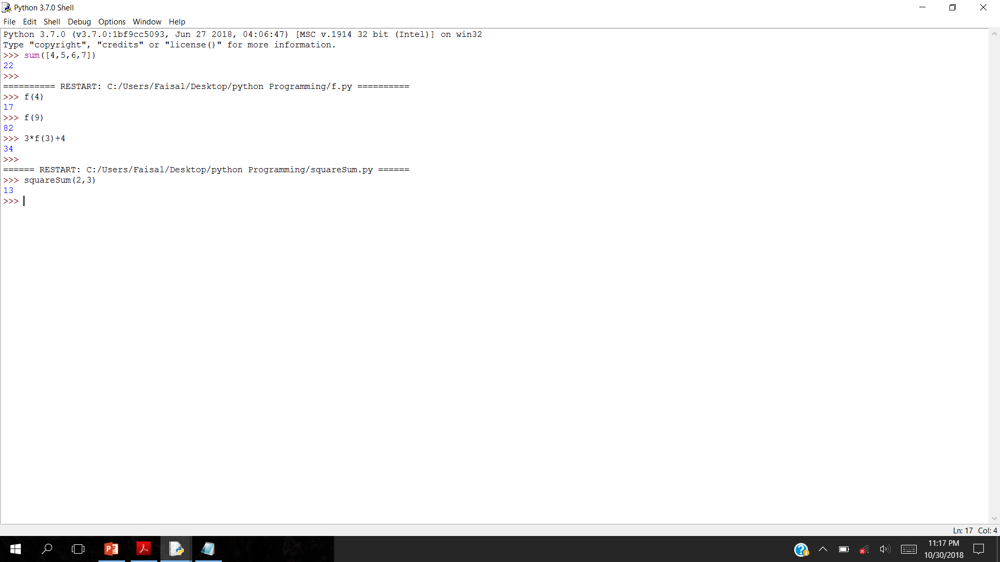 Python 3.7.0 Shell
File Edit Shell Debug Options Window Help
Python 3.7.0 (v3.7.0:1bf9cc5093, Jun 27 2018, 04:06:47) [MSC v.1914 32 bit (Intel)] on win32
Type "copyright", "credits" or "license()" for more information.
>>> sum([4,5,6,7])
22
>>>
========== RESTART: C:/Users/Faisal/Desktop/python Programming/f.py ==========
>>> f(4)
17
>>> f(9)
82
>>> 3*f(3)+4
34
>>>
====== RESTART: C:/Users/Faisal/Desktop/python Programming/squareSum.py ======
>>> squareSum(2,3)
13
>>>
Ln: 17 Col: 4
11:17 PM
10/30/2018